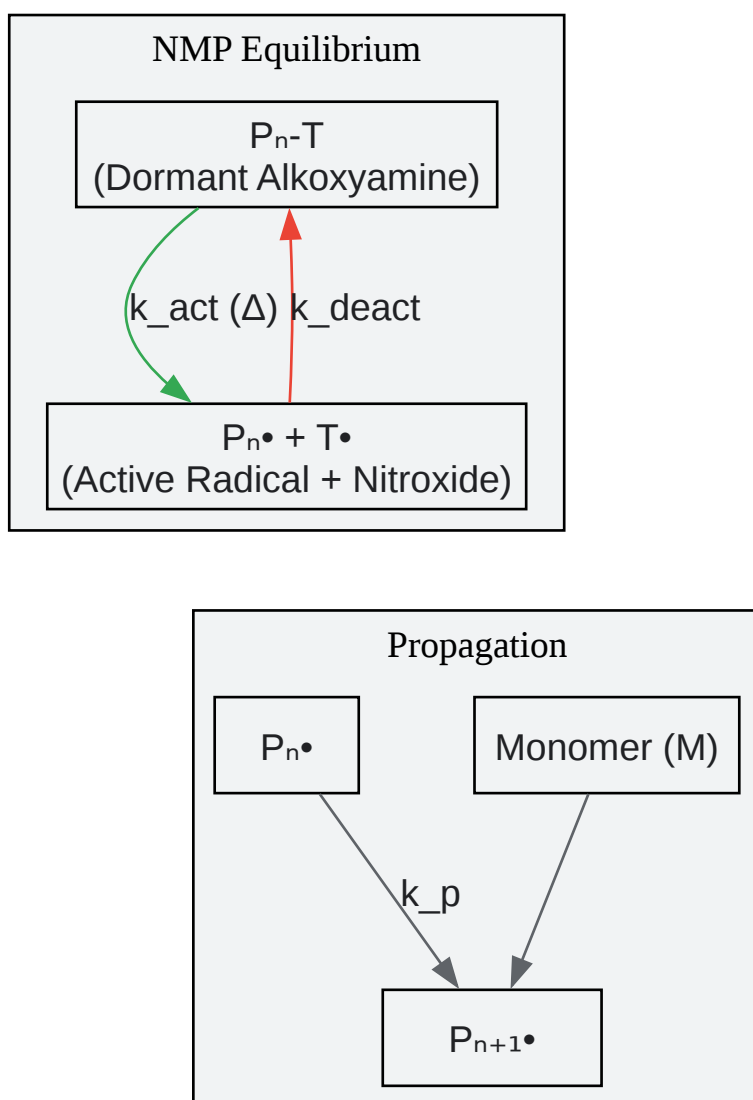 NMP Equilibrium
Pₙ-T
(Dormant Alkoxyamine)
k_act (Δ) k_deact
Pₙ• + T•
(Active Radical + Nitroxide)
Propagation
Pₙ•
Monomer (M)
k_p
Pₙ₊₁•